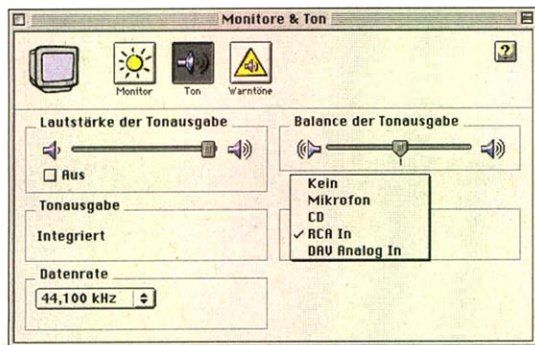 Monitore & Ton
?
Monitor
Ton
Warntöne
Lautstärke der Tonausgabe
Aus
Balance der Tonausgabe
Tonausgabe
Integriert
Kein
Mikrofon
CD
RCA In
DAV Analog In
Datenrate
44,100 kHz